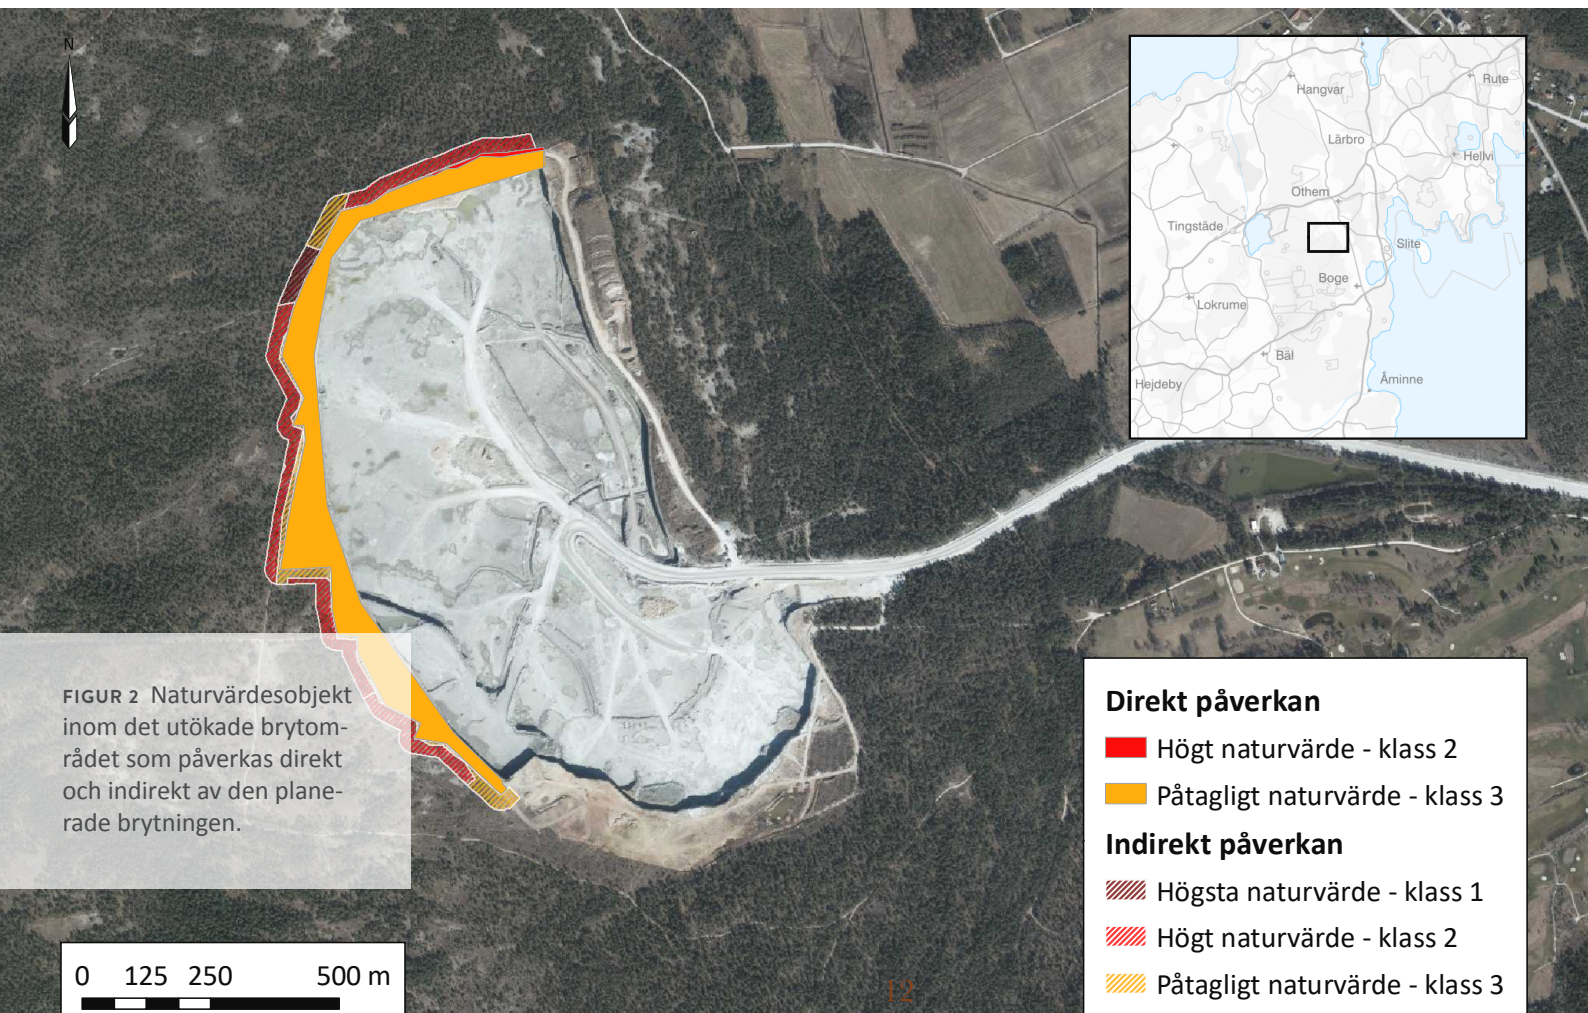 N
Hangvar
Rute
Lärbro
Hellvi
Othem
Tingstäde
Slite
Boge
Lokrume
Bäl
Hejdeby
Åminne
FIGUR 2 Naturvärdesobjekt
inom det utökade brytom-
rådet som påverkas direkt
och indirekt av den plane-
rade brytningen.
Direkt påverkan
Högt naturvärde - klass 2
Påtagligt naturvärde - klass 3
Indirekt påverkan
Högsta naturvärde - klass 1
Högt naturvärde - klass 2
Påtagligt naturvärde - klass 3
0 125 250 500 m
12